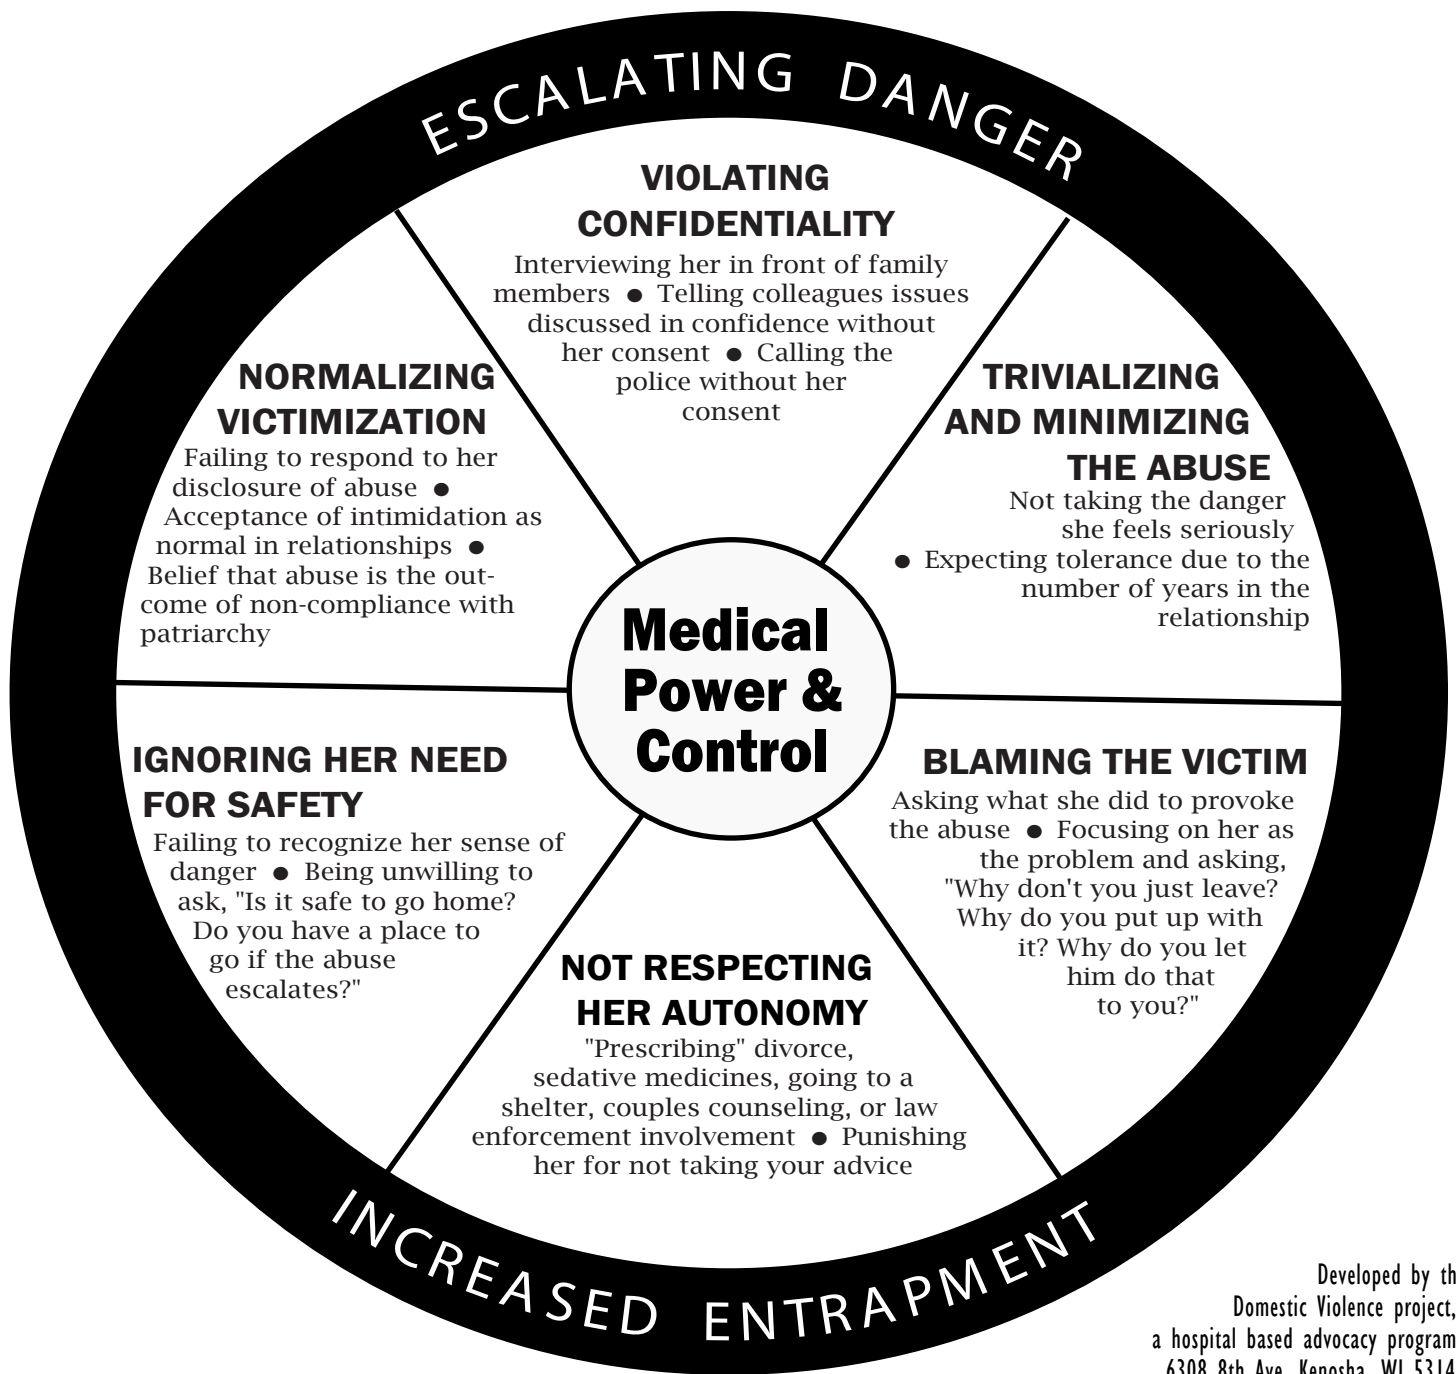 ESCALATING DANGER
VIOLATING
CONFIDENTIALITY
Interviewing her in front of family
members ● Telling colleagues issues
discussed in confidence without
her consent ● Calling the
police without her
consent
TRIVIALIZING
AND MINIMIZING
THE ABUSE
Not taking the danger
she feels seriously
● Expecting tolerance due to the
number of years in the
relationship
BLAMING THE VICTIM
Asking what she did to provoke
the abuse ● Focusing on her as
the problem and asking,
"Why don't you just leave?
Why do you put up with
it? Why do you let
him do that
to you?"
NOT RESPECTING
HER AUTONOMY
"Prescribing" divorce,
sedative medicines, going to a
shelter, couples counseling, or law
enforcement involvement ● Punishing
her for not taking your advice
IGNORING HER NEED
FOR SAFETY
Failing to recognize her sense of
danger ● Being unwilling to
ask, "Is it safe to go home?
Do you have a place to
go if the abuse
escalates?"
NORMALIZING
VICTIMIZATION
Failing to respond to her
disclosure of abuse ●
Acceptance of intimidation as
normal in relationships ●
Belief that abuse is the out-
come of non-compliance with
patriarchy
Medical
Power &
Control
INCREASED ENTRAPMENT
Developed by th
Domestic Violence project,
a hospital based advocacy program
6308 8th Ave. Kenosha, WI 5314